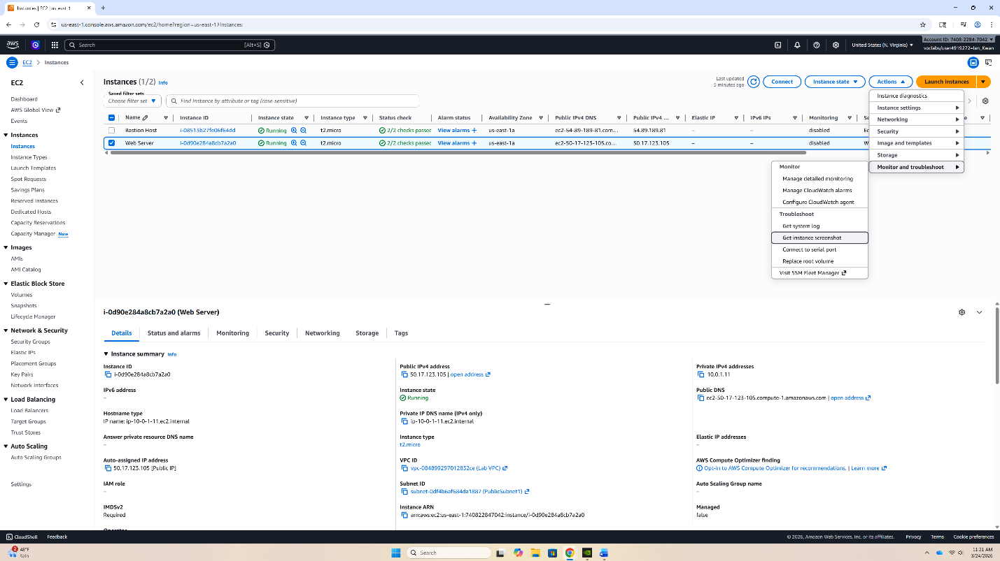 Instances | EC2 | us-east-1
us-east-1.console.aws.amazon.com/ec2/home?region=us-east-1#Instances:
aws
Search [Alt+S]
United States (N. Virginia)
Account ID: 7408-2284-7042
voclabs/user4919272=Ian_Kwan
EC2 > Instances
EC2
Dashboard
AWS Global View
Events
Instances
Instances
Instance Types
Launch Templates
Spot Requests
Savings Plans
Reserved Instances
Dedicated Hosts
Capacity Reservations
Capacity Manager New
Images
AMIs
AMI Catalog
Elastic Block Store
Volumes
Snapshots
Lifecycle Manager
Network & Security
Security Groups
Elastic IPs
Placement Groups
Key Pairs
Network Interfaces
Load Balancing
Load Balancers
Target Groups
Trust Stores
Auto Scaling
Auto Scaling Groups
Settings
Instances (1/2) Info
Last updated
5 minutes ago
Connect
Instance state
Actions
Launch instances
Saved filter sets
Choose filter set
Find Instance by attribute or tag (case-sensitive)
Name Instance ID Instance state Instance type Status check Alarm status Availability Zone Public IPv4 DNS Public IPv4 ... Elastic IP IPv6 IPs Monitoring
Bastion Host i-08513b27fe06f64dd Running t2.micro 2/2 checks passed View alarms + us-east-1a ec2-54-89-189-81.com... 54.89.189.81 – – disabled
Web Server i-0d90e284a8cb7a2a0 Running t2.micro 2/2 checks passed View alarms + us-east-1a ec2-50-17-123-105.co... 50.17.123.105 – – disabled
Instance diagnostics
Instance settings
Networking
Security
Image and templates
Storage
Monitor and troubleshoot
Monitor
Manage detailed monitoring
Manage CloudWatch alarms
Configure CloudWatch agent
Troubleshoot
Get system log
Get instance screenshot
Connect to serial port
Replace root volume
Visit SSM Fleet Manager
i-0d90e284a8cb7a2a0 (Web Server)
Details
Status and alarms
Monitoring
Security
Networking
Storage
Tags
Instance summary Info
Instance ID
i-0d90e284a8cb7a2a0
IPv6 address
–
Hostname type
IP name: ip-10-0-1-11.ec2.internal
Answer private resource DNS name
–
Auto-assigned IP address
50.17.123.105 [Public IP]
IAM role
–
IMDSv2
Required
Operator
Public IPv4 address
50.17.123.105 | open address
Instance state
Running
Private IP DNS name (IPv4 only)
ip-10-0-1-11.ec2.internal
Instance type
t2.micro
VPC ID
vpc-084899297012832ce (Lab VPC)
Subnet ID
subnet-0df4b6af684da1887 (PublicSubnet1)
Instance ARN
arn:aws:ec2:us-east-1:740822847042:instance/i-0d90e284a8cb7a2a0
Private IPv4 addresses
10.0.1.11
Public DNS
ec2-50-17-123-105.compute-1.amazonaws.com | open address
Elastic IP addresses
–
AWS Compute Optimizer finding
Opt-in to AWS Compute Optimizer for recommendations. | Learn more
Auto Scaling Group name
–
Managed
false
CloudShell
Feedback
© 2026, Amazon Web Services, Inc. or its affiliates.
Privacy
Terms
Cookie preferences
2
48°F
Rain
Search
11:21 AM
3/24/2026